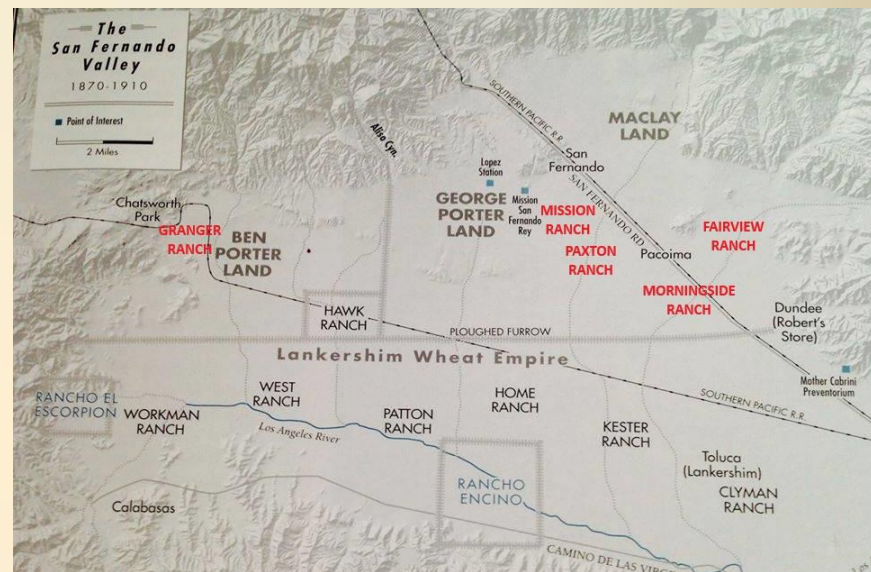 The
San Fernando
Valley
1870-1910
Point of Interest
2 Miles
SOUTHERN PACIFIC R.R.
MACLAY
LAND
Aliso Cyn.
San
Fernando
Lopez
Station
Mission
San
Fernando
Rey
SAN FERNANDO RD
Chatsworth
Park
GRANGER
RANCH
BEN
PORTER
LAND
GEORGE
PORTER
LAND
MISSION
RANCH
PAXTON
RANCH
FAIRVIEW
RANCH
Pacoima
MORNINGSIDE
RANCH
Dundee
(Robert's
Store)
HAWK
RANCH
PLOUGHED FURROW
Lankershim Wheat Empire
Mother Cabrini
Preventorium
SOUTHERN PACIFIC R.R.
RANCHO EL
ESCORPION
WORKMAN
RANCH
WEST
RANCH
Los Angeles River
PATTON
RANCH
HOME
RANCH
KESTER
RANCH
Toluca
(Lankershim)
CLYMAN
RANCH
RANCHO
ENCINO
Calabasas
CAMINO DE LAS VIRG